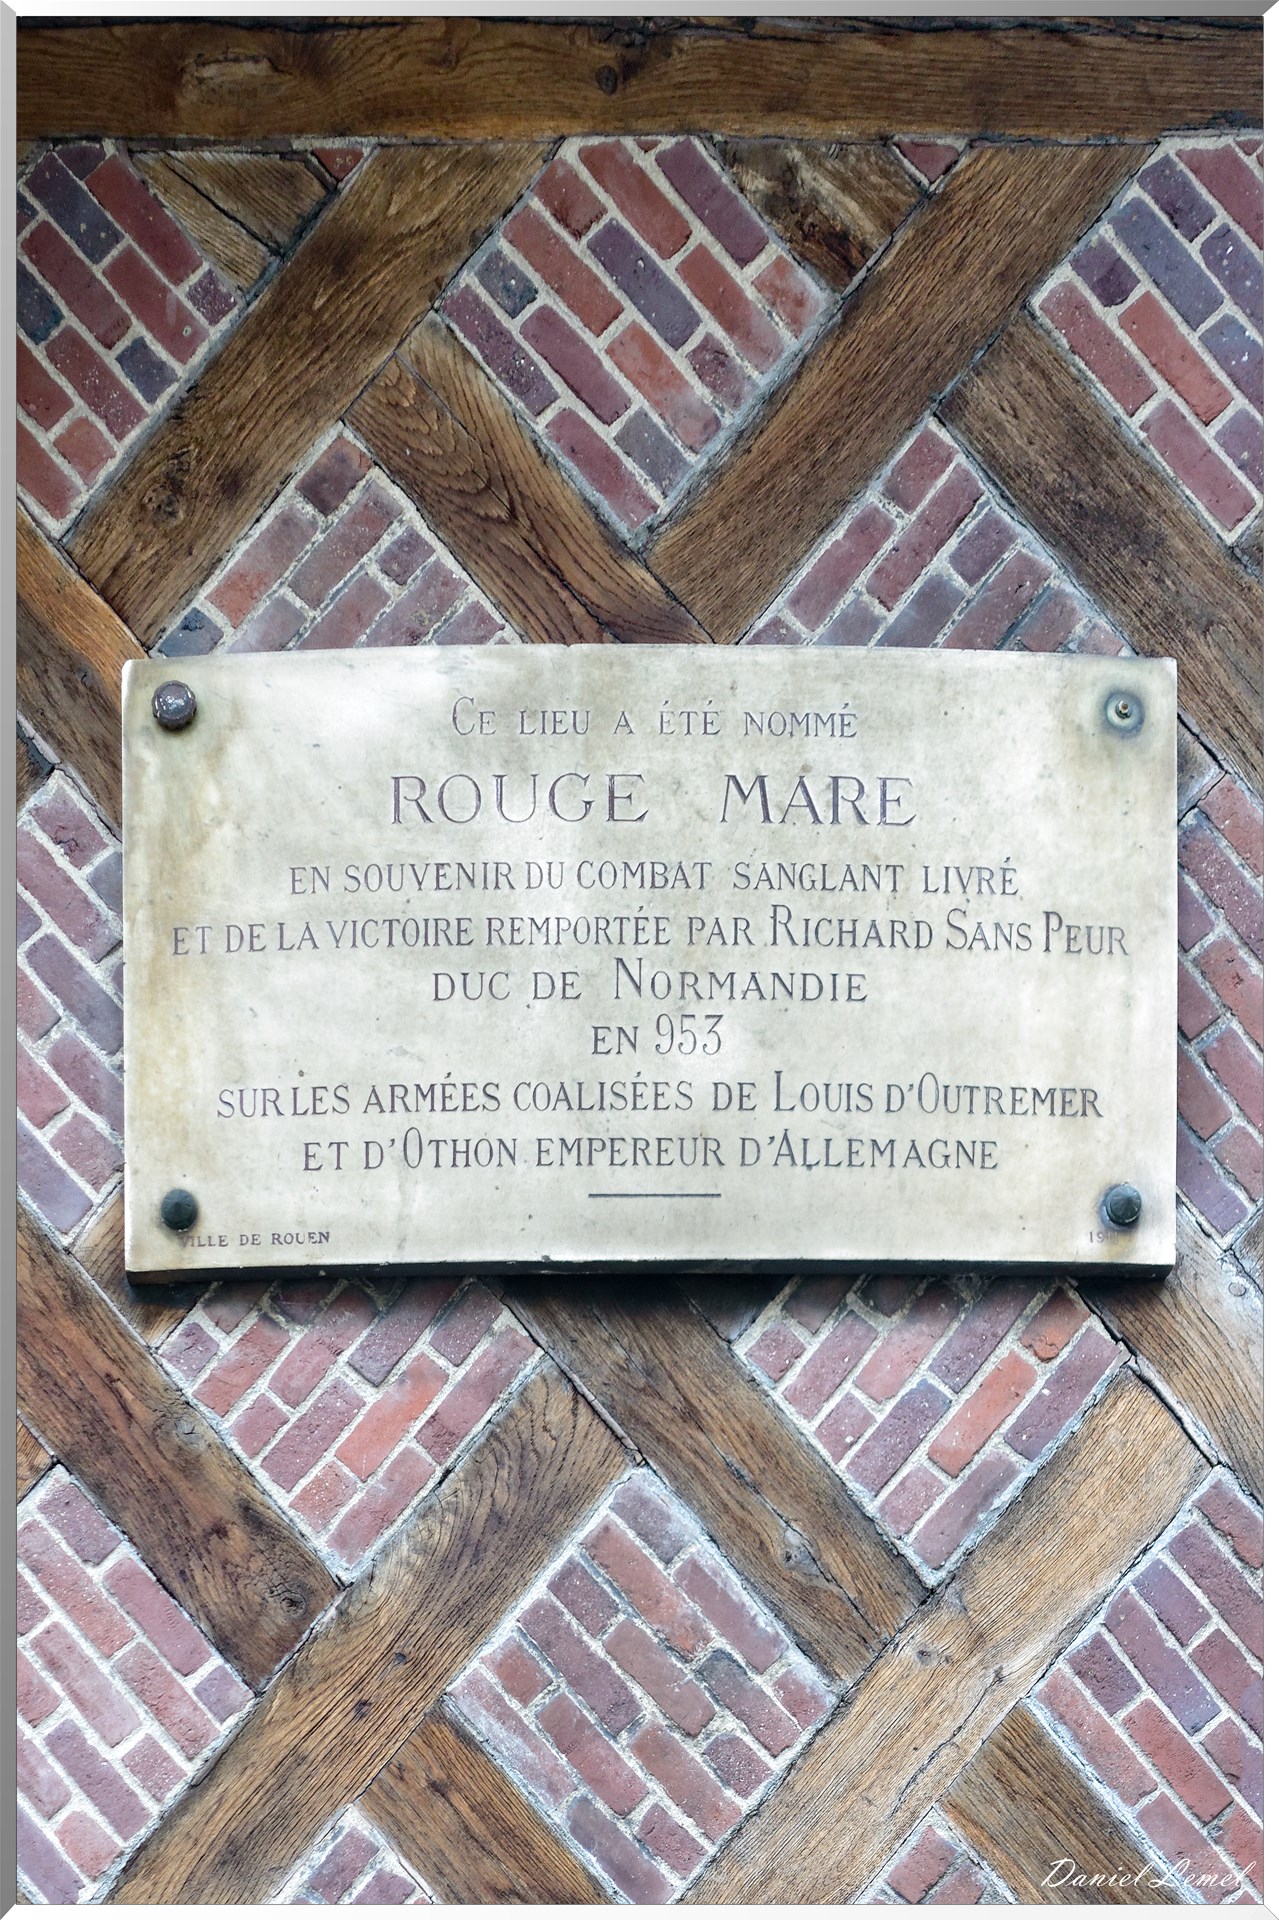 Ce lieu a été nommé
ROUGE MARE
en souvenir du combat sanglant livré
et de la victoire remportée par Richard Sans Peur
duc de Normandie
en 953
sur les armées coalisées de Louis d'Outremer
et d'Othon empereur d'Allemagne
Ville de Rouen
Daniel Lemel